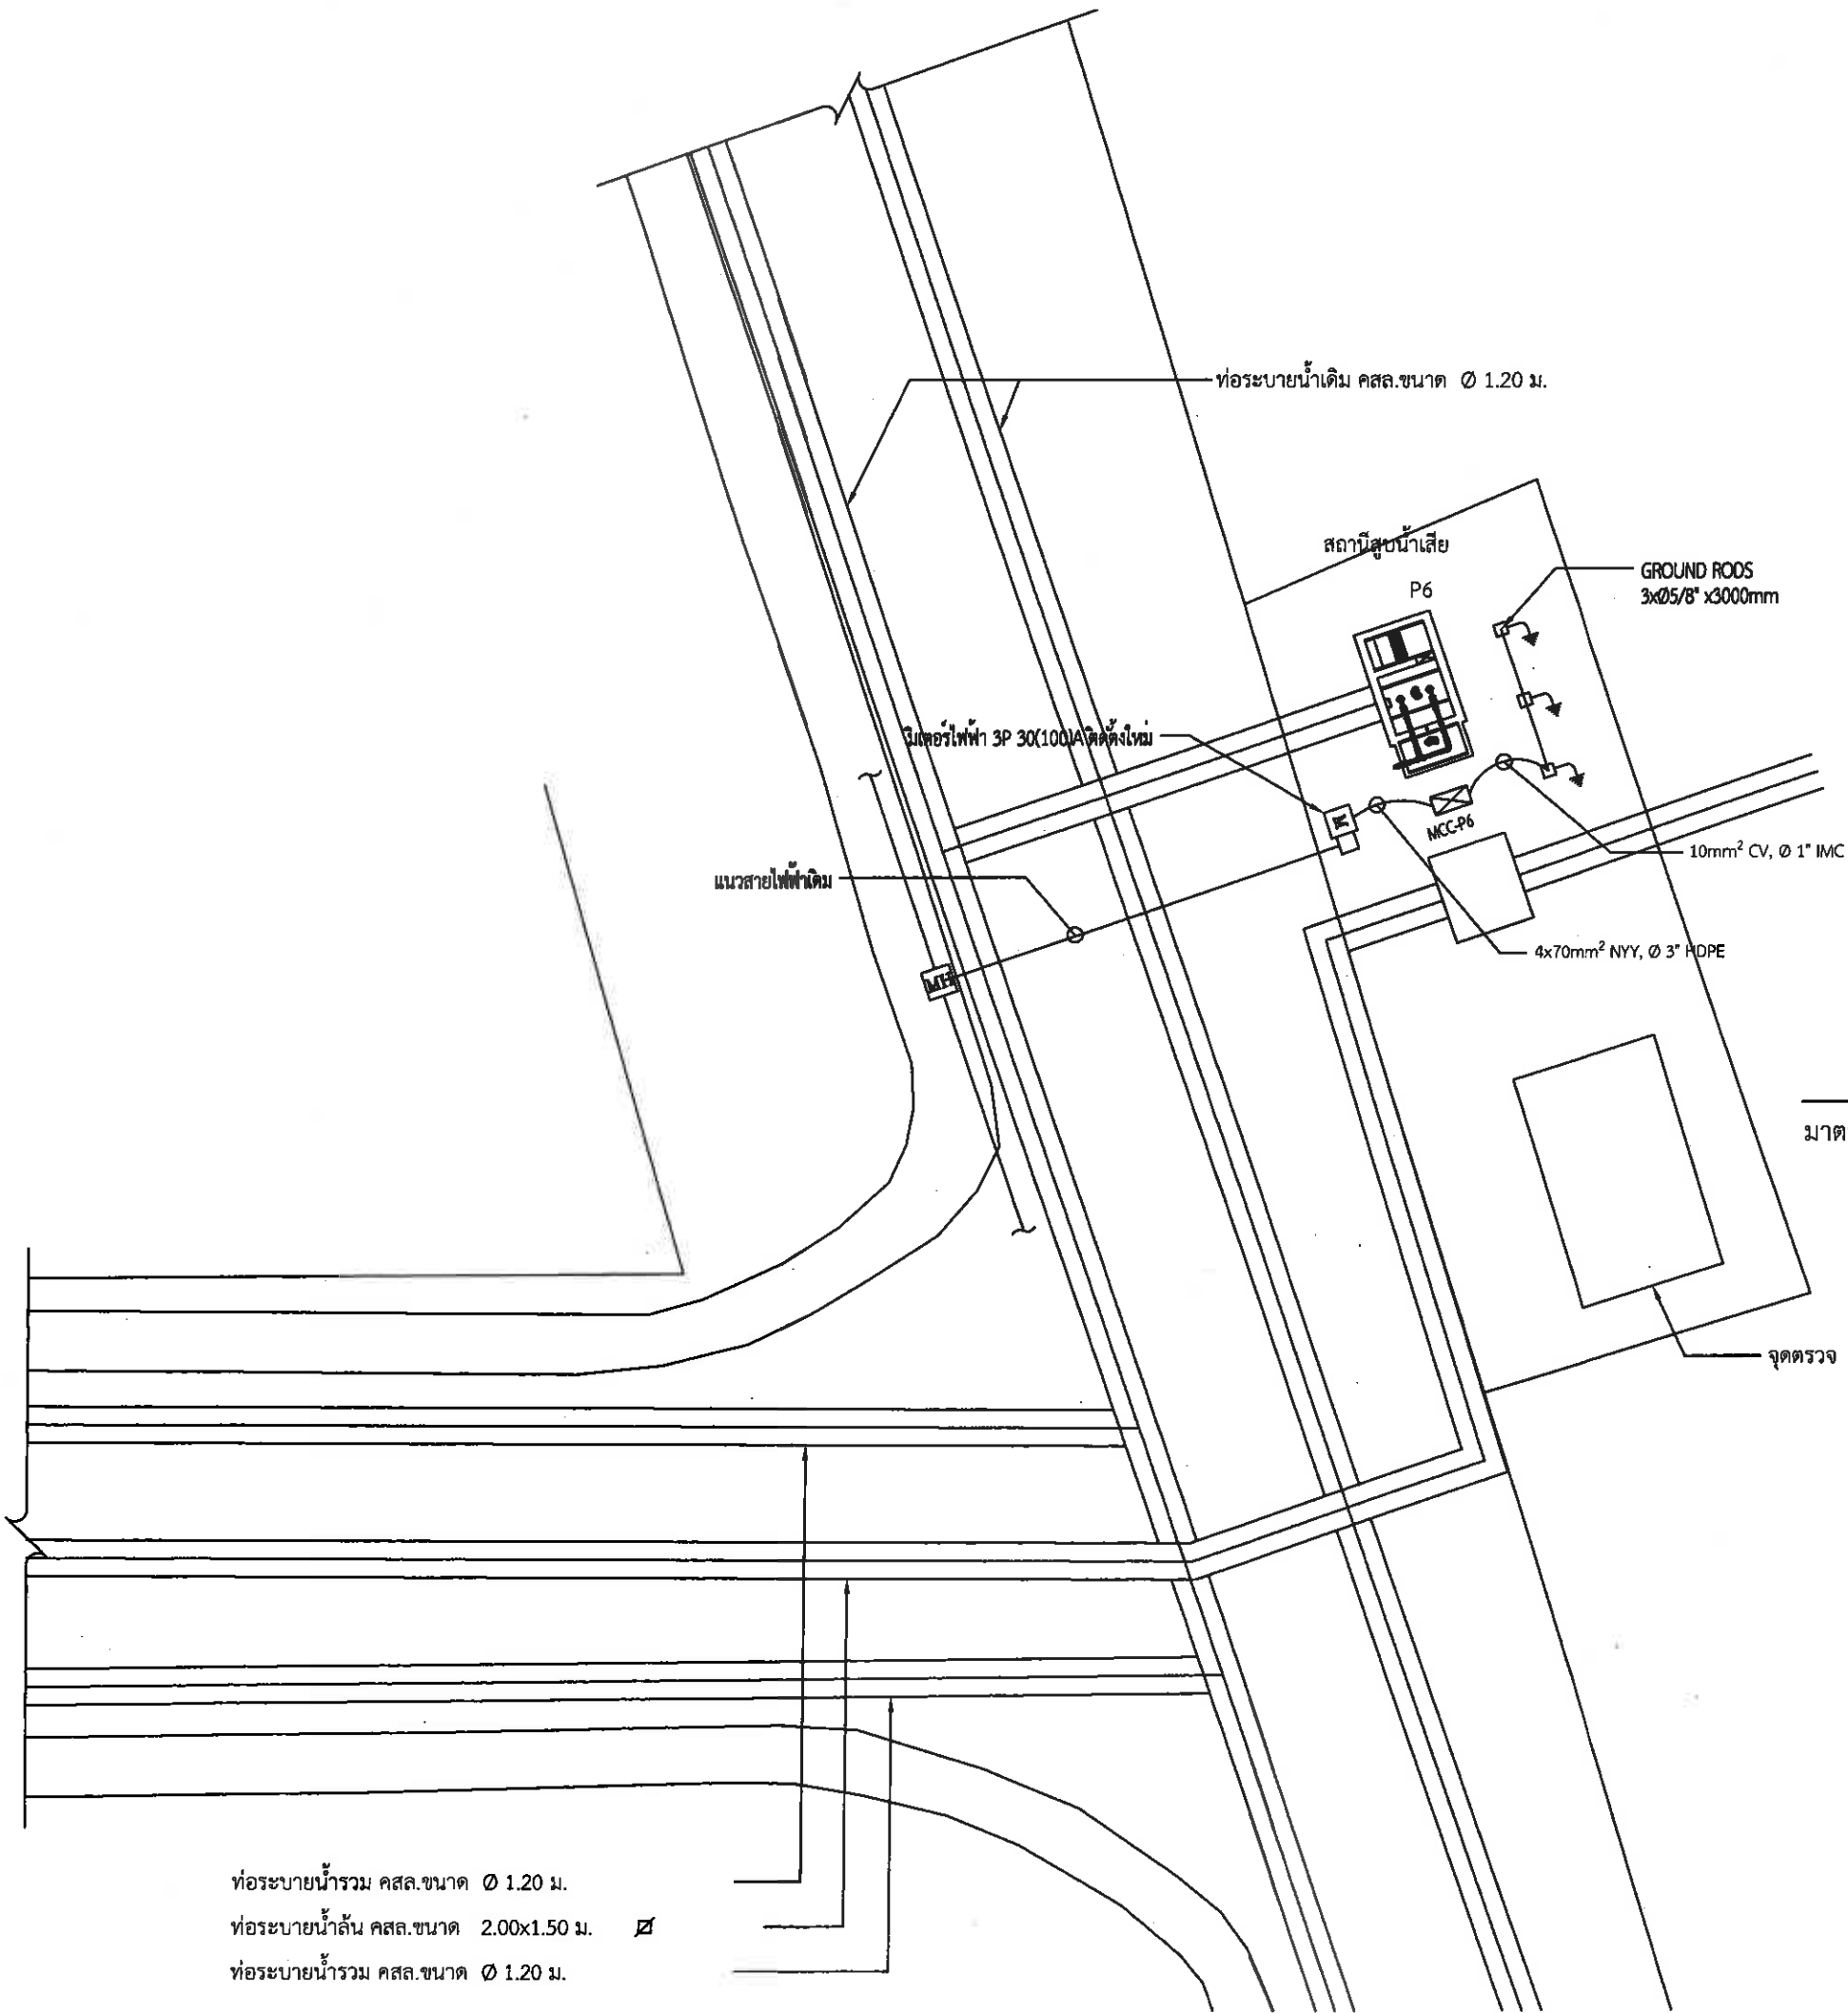 ท่อระบายน้ำเดิม คสล.ขนาด Ø 1.20 ม.
สถานีสูบน้ำเสีย
P6
GROUND RODS
3xØ5/8" x3000mm
มิเตอร์ไฟฟ้า 3P 30(100)A ติดตั้งใหม่
M
MCC-P6
10mm² CV, Ø 1" IMC
แนวสายไฟฟ้าเดิม
4x70mm² NYY, Ø 3" HDPE
MH
มาต
จุดตรวจ
ท่อระบายน้ำรวม คสล.ขนาด Ø 1.20 ม.
ท่อระบายน้ำล้น คสล.ขนาด 2.00x1.50 ม.
ท่อระบายน้ำรวม คสล.ขนาด Ø 1.20 ม.